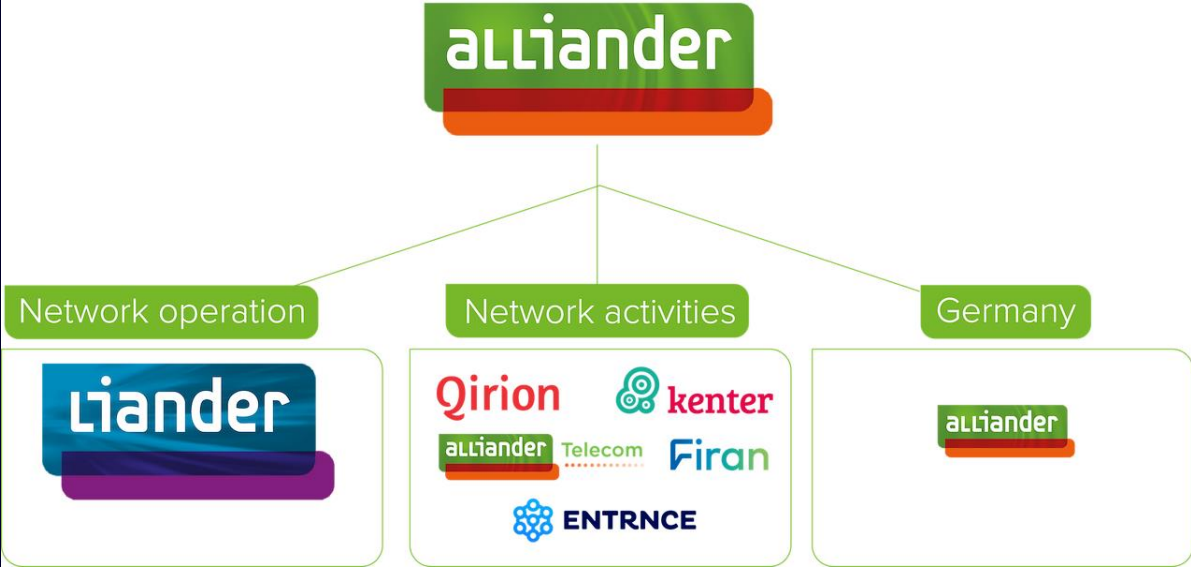 alliander
Network operation
Network activities
Germany
Liander
Qirion
kenter
alliander Telecom
Firan
ENTRNCE
alliander